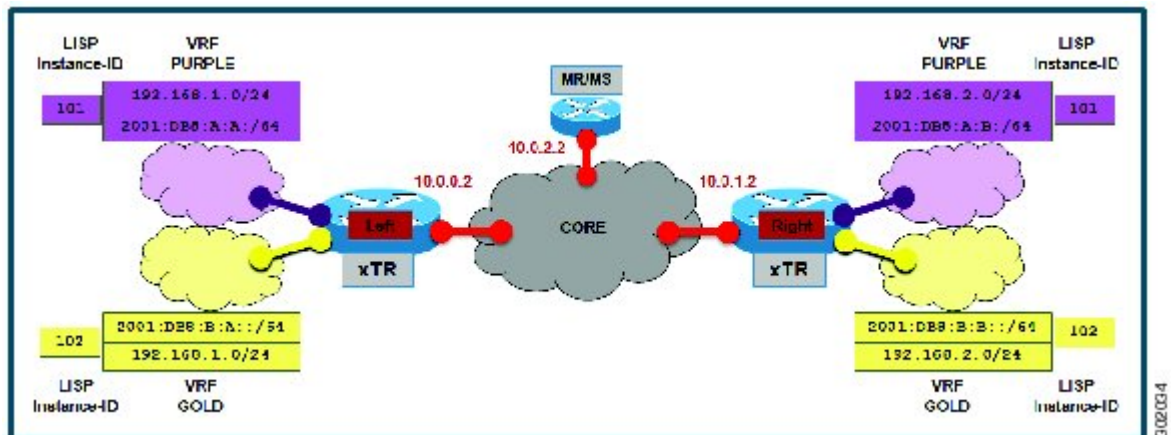 LISP
Instance-ID
VRF
PURPLE
101
192.168.1.0/24
2001:DB8:A:A:/64
MR/MS
10.0.2.2
VRF
PURPLE
LISP
Instance-ID
192.168.2.0/24
2001:DB8:A:B:/64
101
10.0.0.2
Left
xTR
CORE
10.0.1.2
Right
xTR
102
2001:DB8:B:A::/64
192.168.1.0/24
LISP
Instance-ID
VRF
GOLD
2001:DB8:B:B::/64
192.168.2.0/24
102
VRF
GOLD
LISP
Instance-ID
302034